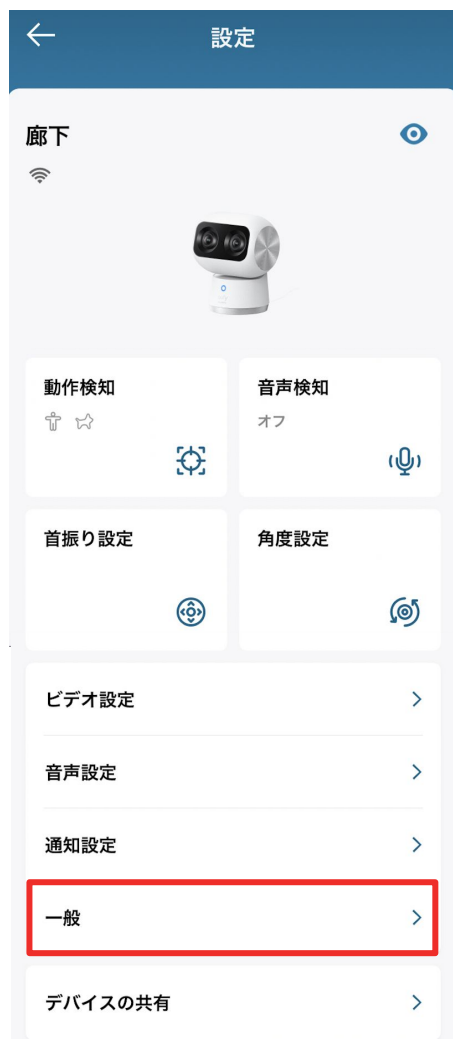 設定
廊下
動作検知
音声検知
オフ
首振り設定
角度設定
ビデオ設定
音声設定
通知設定
一般
デバイスの共有